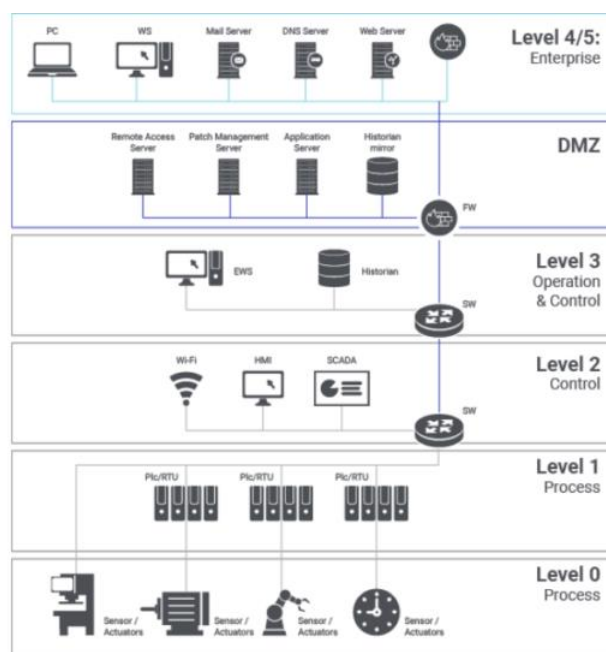 PC
WS
Mail Server
DNS Server
Web Server
Level 4/5:
Enterprise
Remote Access
Server
Patch Management
Server
Application
Server
Historian
mirror
DMZ
FW
EWS
Historian
Level 3
Operation
& Control
SW
Wi-Fi
HMI
SCADA
Level 2
Control
SW
Plc/RTU
Plc/RTU
Plc/RTU
Level 1
Process
Level 0
Process
Sensor /
Actuators
Sensor /
Actuators
Sensor /
Actuators
Sensor /
Actuators